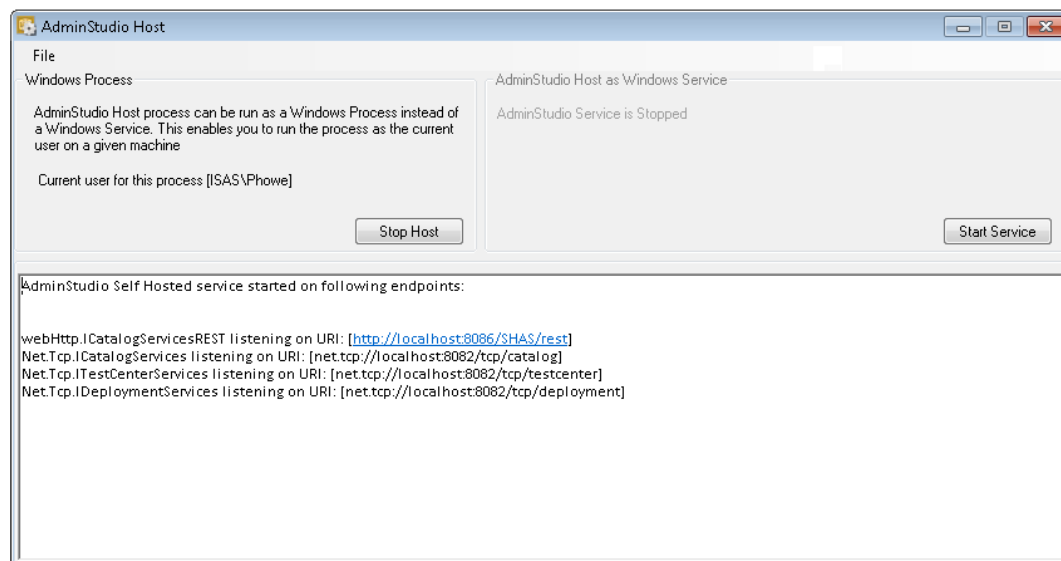 AdminStudio Host
File
Windows Process
AdminStudio Host process can be run as a Windows Process instead of
a Windows Service. This enables you to run the process as the current
user on a given machine
Current user for this process [ISAS\Phowe]
Stop Host
AdminStudio Host as Windows Service
AdminStudio Service is Stopped
Start Service
AdminStudio Self Hosted service started on following endpoints:
webHttp.ICatalogServicesREST listening on URI: [http://localhost:8086/SHAS/rest]
Net.Tcp.ICatalogServices listening on URI: [net.tcp://localhost:8082/tcp/catalog]
Net.Tcp.ITestCenterServices listening on URI: [net.tcp://localhost:8082/tcp/testcenter]
Net.Tcp.IDeploymentServices listening on URI: [net.tcp://localhost:8082/tcp/deployment]